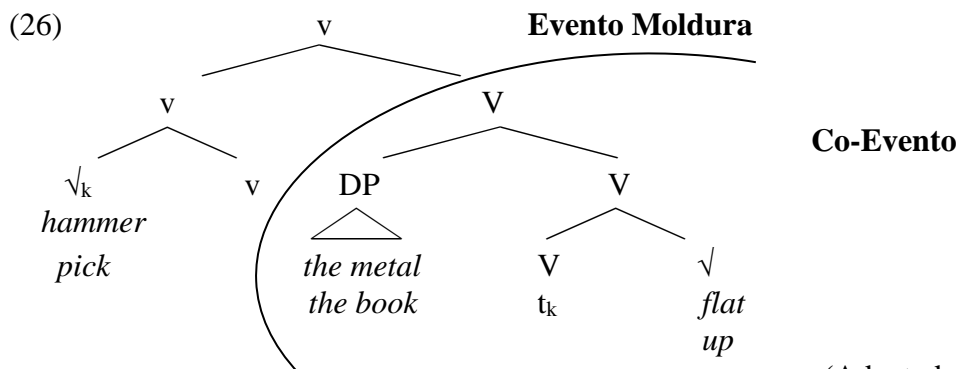 (26) v Evento Moldura
v V
Co-Evento
√k v DP V
hammer
pick the metal V √
the book tk flat
up